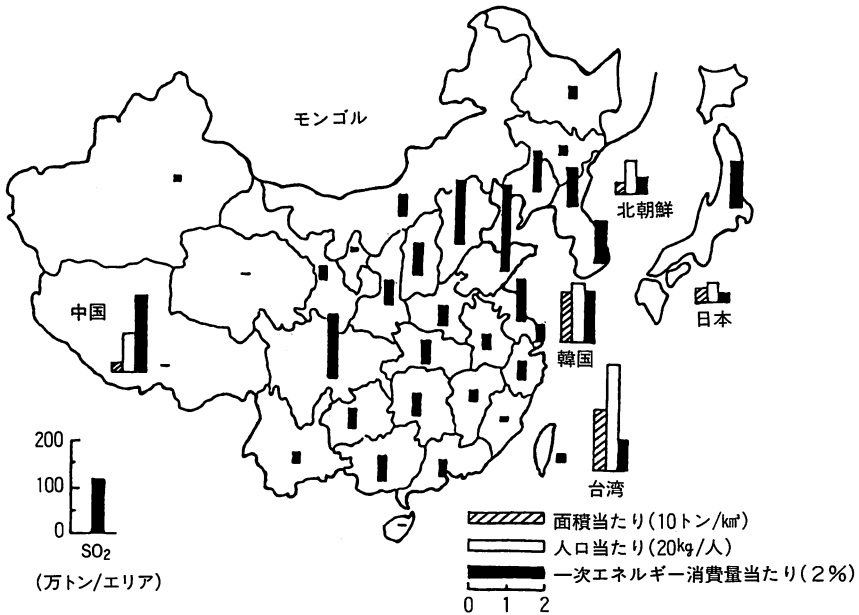 モンゴル
北朝鮮
中国
日本
韓国
台湾
200
100
0
SO₂
(万トン/エリア)
面積当たり(10トン/km²)
人口当たり(20kg/人)
一次エネルギー消費量当たり(2%)
0 1 2